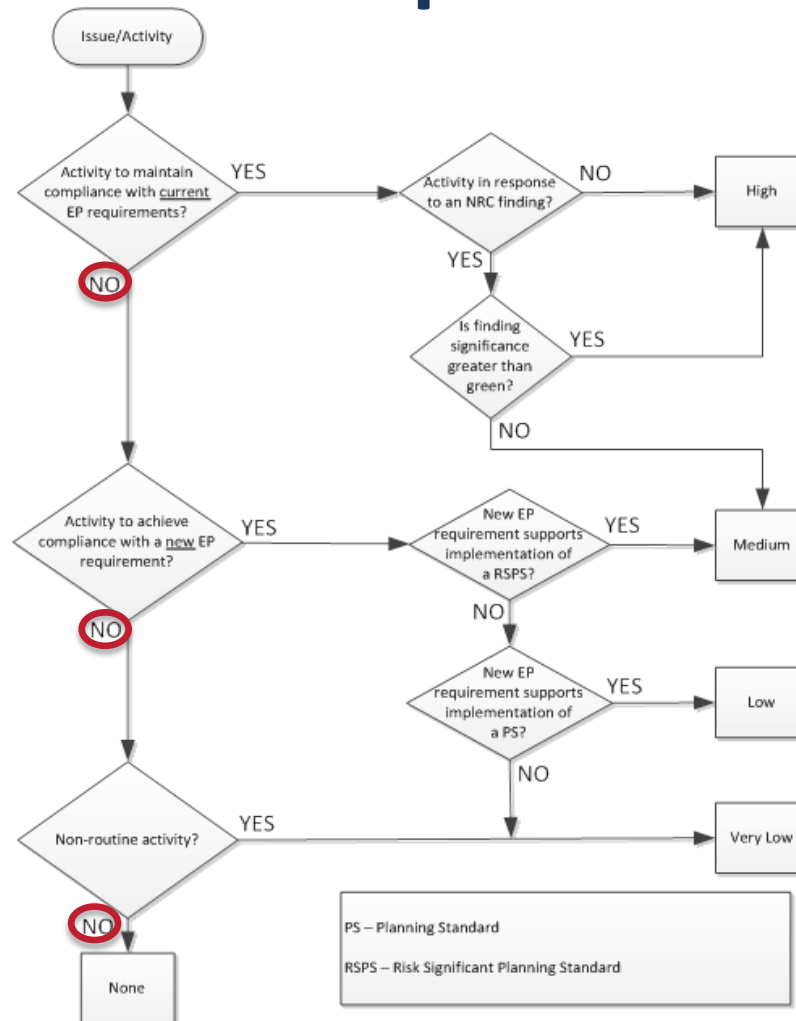 Issue/Activity
Activity to maintain
compliance with current
EP requirements?
YES
Activity in response
to an NRC finding?
NO
High
NO
YES
Is finding
significance
greater than
green?
YES
NO
Activity to achieve
compliance with a new EP
requirement?
YES
New EP
requirement supports
implementation of
a RSPS?
YES
Medium
NO
NO
New EP
requirement supports
implementation of
a PS?
YES
Low
NO
Non-routine activity?
YES
Very Low
NO
None
PS – Planning Standard
RSPS – Risk Significant Planning Standard